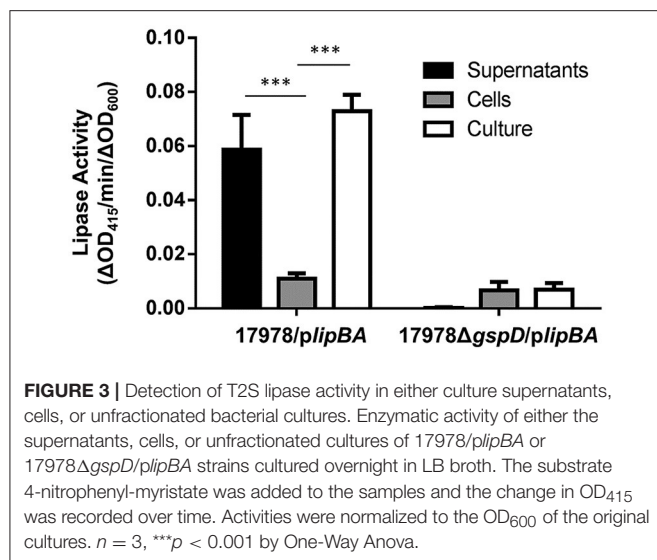 0.10
0.08
0.06
0.04
0.02
0.00
Lipase Activity
(ΔOD415/min/ΔOD600)
***
***
Supernatants
Cells
Culture
17978/plipBA
17978ΔgspD/plipBA
FIGURE 3 | Detection of T2S lipase activity in either culture supernatants,
cells, or unfractionated bacterial cultures. Enzymatic activity of either the
supernatants, cells, or unfractionated cultures of 17978/plipBA or
17978ΔgspD/plipBA strains cultured overnight in LB broth. The substrate
4-nitrophenyl-myristate was added to the samples and the change in OD415
was recorded over time. Activities were normalized to the OD600 of the original
cultures. n = 3, ***p < 0.001 by One-Way Anova.